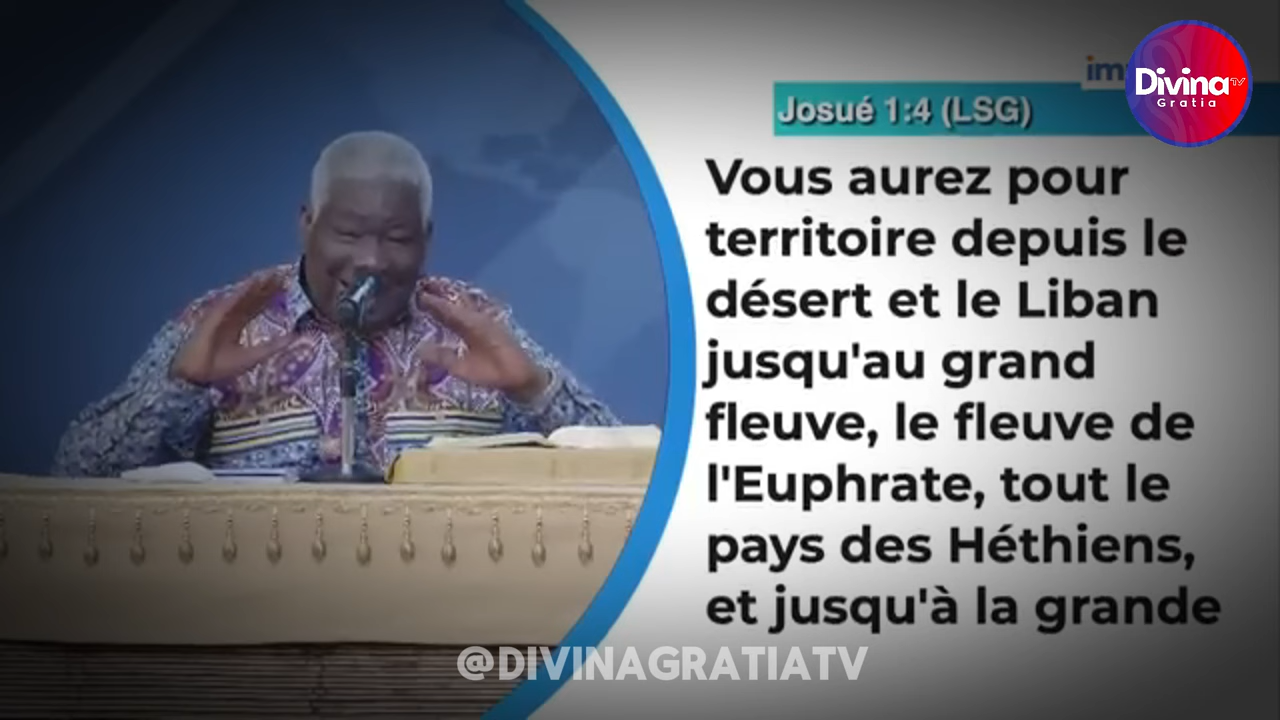 im
Divina TV
Gratia
Josué 1:4 (LSG)
Vous aurez pour
territoire depuis le
désert et le Liban
jusqu'au grand
fleuve, le fleuve de
l'Euphrate, tout le
pays des Héthiens,
et jusqu'à la grande
@DIVINAGRATIATV